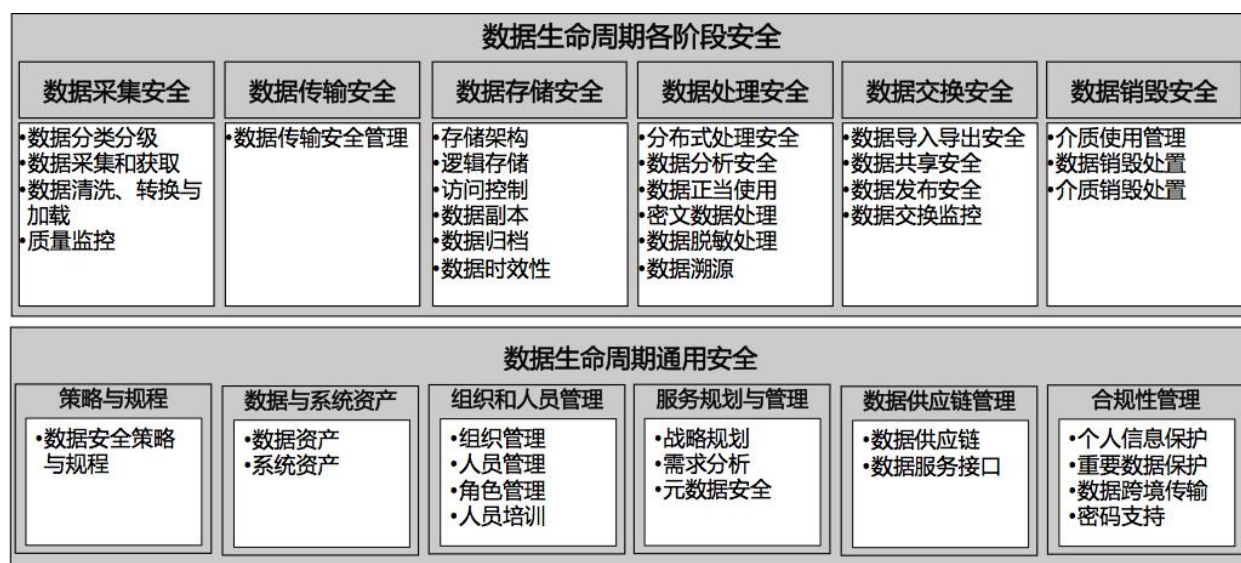 数据生命周期各阶段安全
数据采集安全
•数据分类分级
•数据采集和获取
•数据清洗、转换与
加载
•质量监控
数据传输安全
•数据传输安全管理
数据存储安全
•存储架构
•逻辑存储
•访问控制
•数据副本
•数据归档
•数据时效性
数据处理安全
•分布式处理安全
•数据分析安全
•数据正当使用
•密文数据处理
•数据脱敏处理
•数据溯源
数据交换安全
•数据导入导出安全
•数据共享安全
•数据发布安全
•数据交换监控
数据销毁安全
•介质使用管理
•数据销毁处置
•介质销毁处置
数据生命周期通用安全
策略与规程
•数据安全策略
与规程
数据与系统资产
•数据资产
•系统资产
组织和人员管理
•组织管理
•人员管理
•角色管理
•人员培训
服务规划与管理
•战略规划
•需求分析
•元数据安全
数据供应链管理
•数据供应链
•数据服务接口
合规性管理
•个人信息保护
•重要数据保护
•数据跨境传输
•密码支持